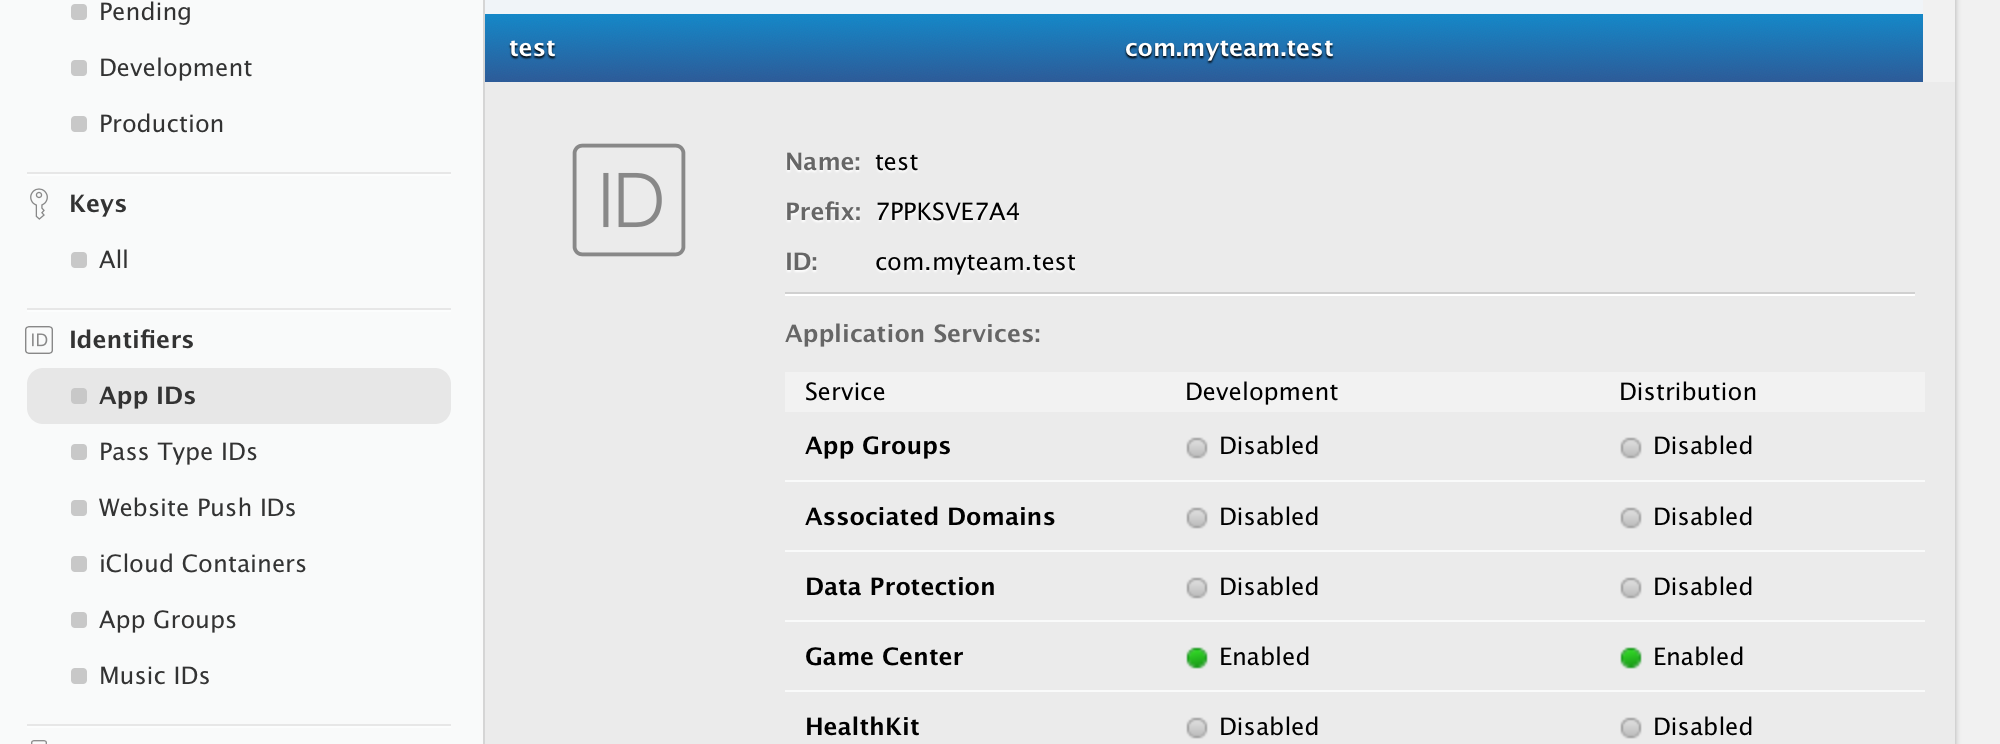 Pending
Development
Production
Keys
All
ID Identifiers
App IDs
Pass Type IDs
Website Push IDs
iCloud Containers
App Groups
Music IDs
test com.myteam.test
ID
Name: test
Prefix: 7PPKSVE7A4
ID: com.myteam.test
Application Services:
Service Development Distribution
App Groups Disabled Disabled
Associated Domains Disabled Disabled
Data Protection Disabled Disabled
Game Center Enabled Enabled
HealthKit Disabled Disabled